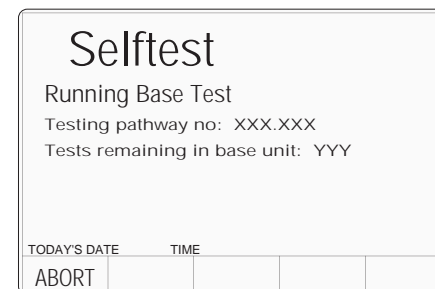 Selftest
Running Base Test
Testing pathway no: XXX.XXX
Tests remaining in base unit: YYY
TODAY'S DATE TIME
ABORT